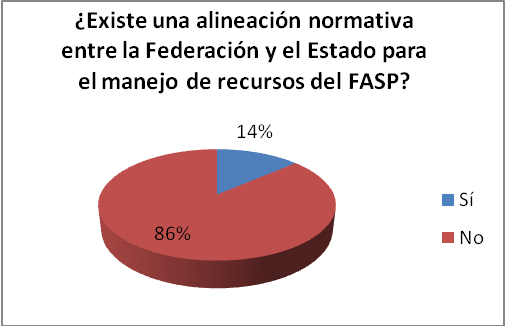 ¿Existe una alineación normativa
entre la Federación y el Estado para
el manejo de recursos del FASP?
14%
Sí
86%
No